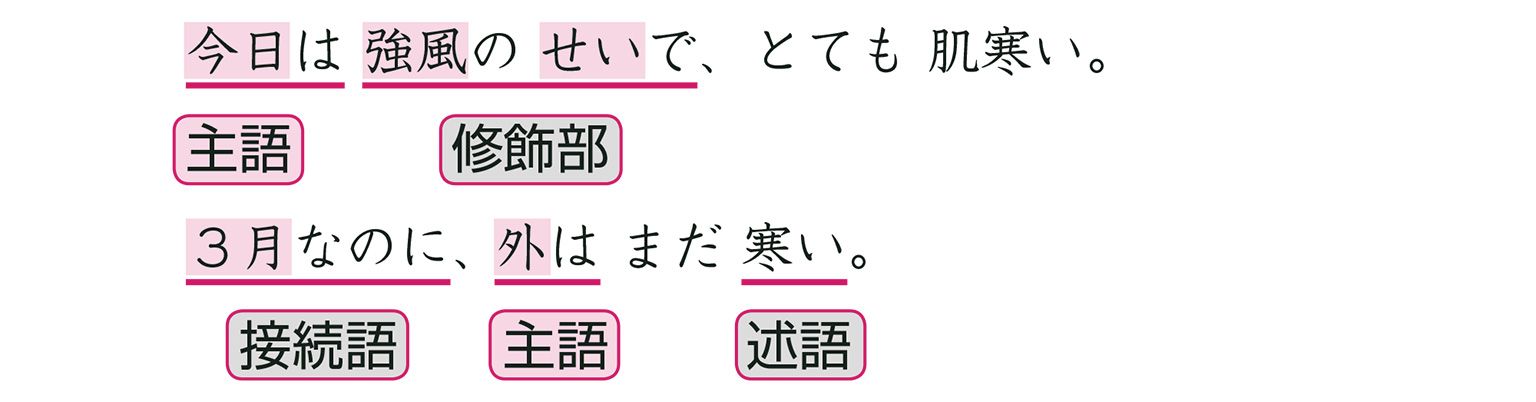 今日は 強風の せいで、とても 肌寒い。
主語 修飾部
３月なのに、外は まだ 寒い。
接続語 主語 述語